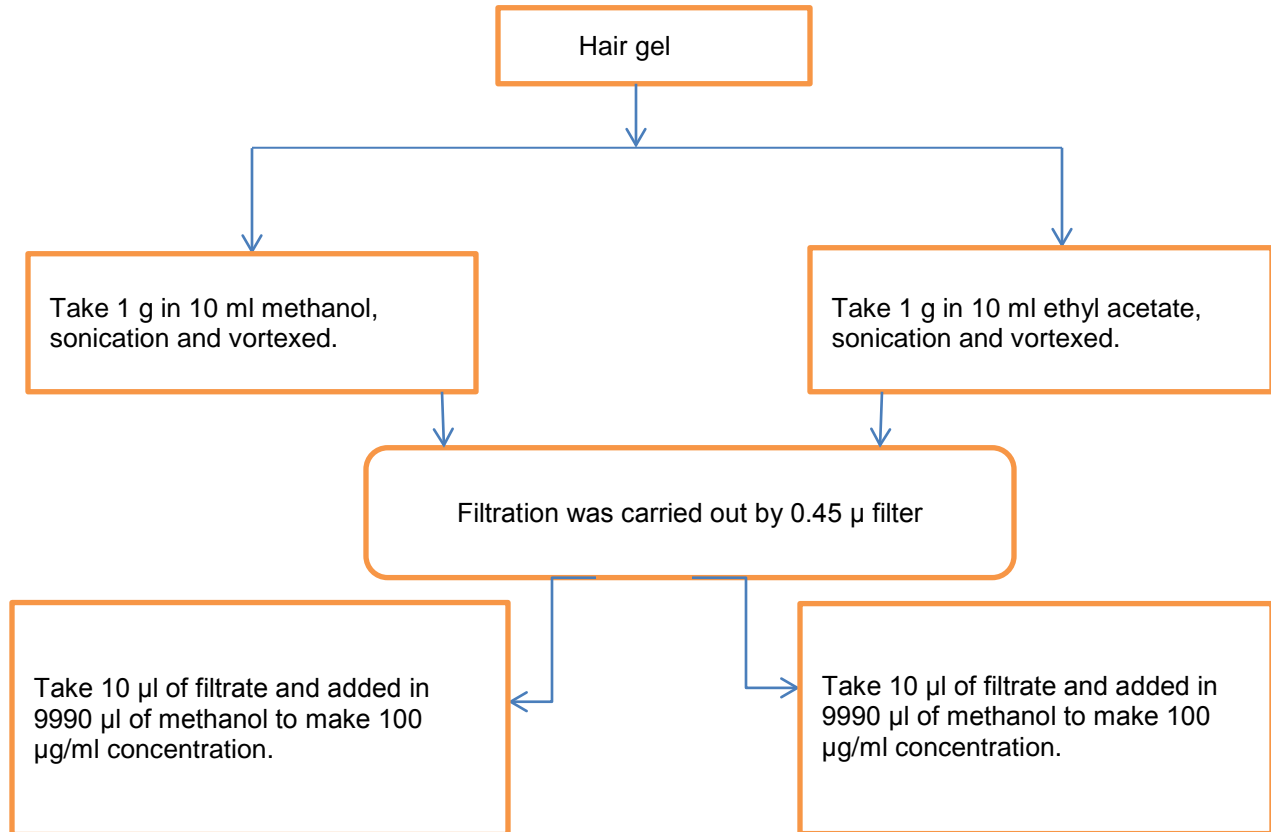 Hair gel
Take 1 g in 10 ml methanol,
sonication and vortexed.
Take 1 g in 10 ml ethyl acetate,
sonication and vortexed.
Filtration was carried out by 0.45 µ filter
Take 10 µl of filtrate and added in
9990 µl of methanol to make 100
µg/ml concentration.
Take 10 µl of filtrate and added in
9990 µl of methanol to make 100
µg/ml concentration.